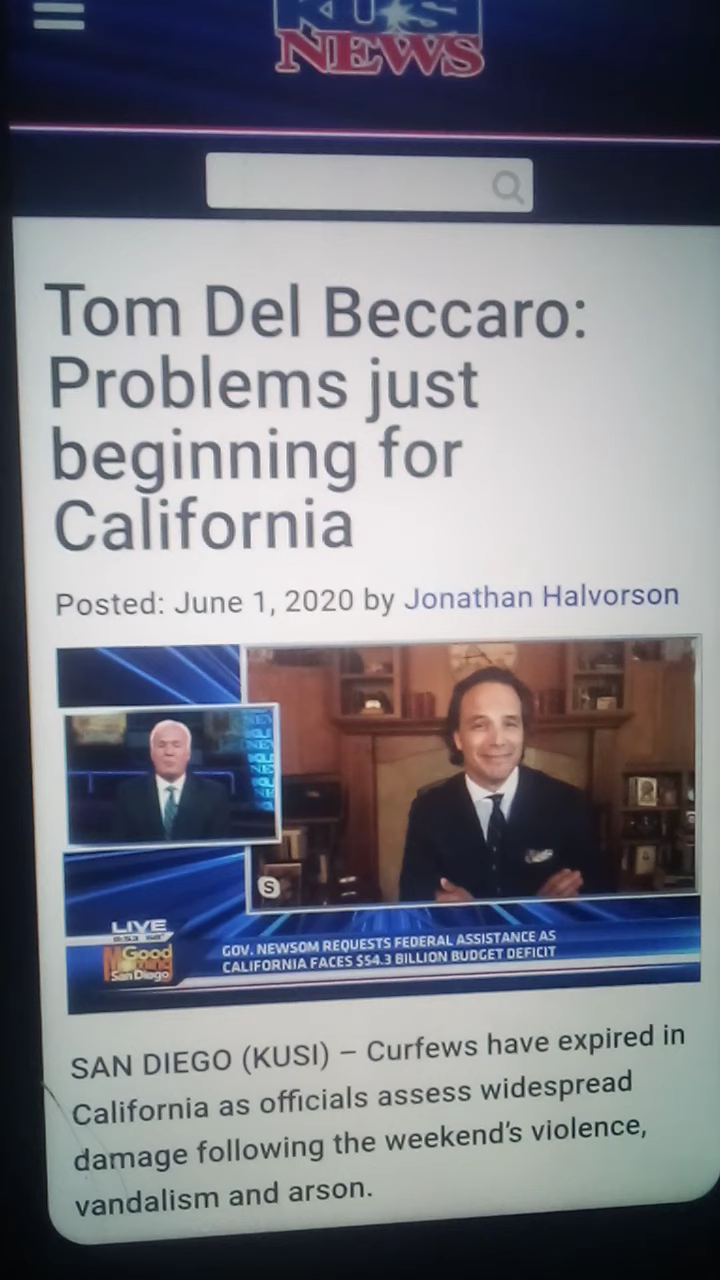 KUSI
NEWS
Tom Del Beccaro:
Problems just
beginning for
California
Posted: June 1, 2020 by Jonathan Halvorson
LIVE
Good
Morning
San Diego
GOV. NEWSOM REQUESTS FEDERAL ASSISTANCE AS
CALIFORNIA FACES $54.3 BILLION BUDGET DEFICIT
SAN DIEGO (KUSI) – Curfews have expired in
California as officials assess widespread
damage following the weekend's violence,
vandalism and arson.